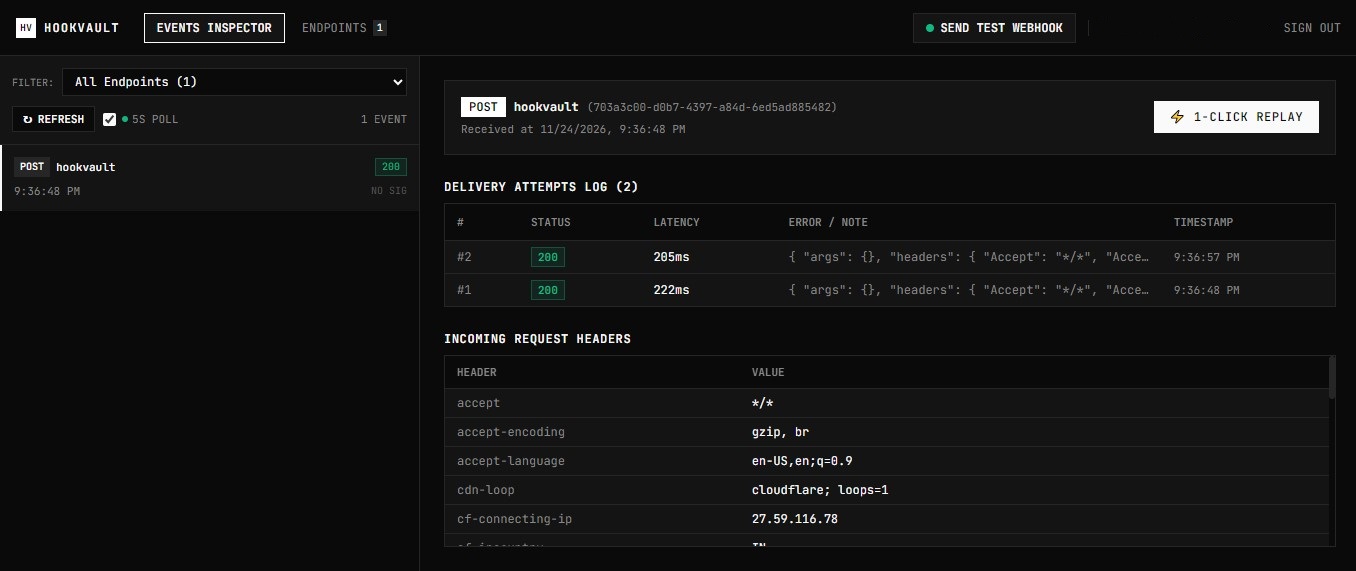 HV HOOKVAULT EVENTS INSPECTOR ENDPOINTS 1 SEND TEST WEBHOOK SIGN OUT
FILTER: All Endpoints (1)
↻ REFRESH 5S POLL 1 EVENT
POST hookvault 200
9:36:48 PM NO SIG
POST hookvault (703a3c00-d0b7-4397-a84d-6ed5ad885482)
Received at 11/24/2026, 9:36:48 PM
⚡ 1-CLICK REPLAY
DELIVERY ATTEMPTS LOG (2)
# STATUS LATENCY ERROR / NOTE TIMESTAMP
#2 200 205ms { "args": {}, "headers": { "Accept": "*/*", "Acce… 9:36:57 PM
#1 200 222ms { "args": {}, "headers": { "Accept": "*/*", "Acce… 9:36:48 PM
INCOMING REQUEST HEADERS
HEADER VALUE
accept */*
accept-encoding gzip, br
accept-language en-US,en;q=0.9
cdn-loop cloudflare; loops=1
cf-connecting-ip 27.59.116.78